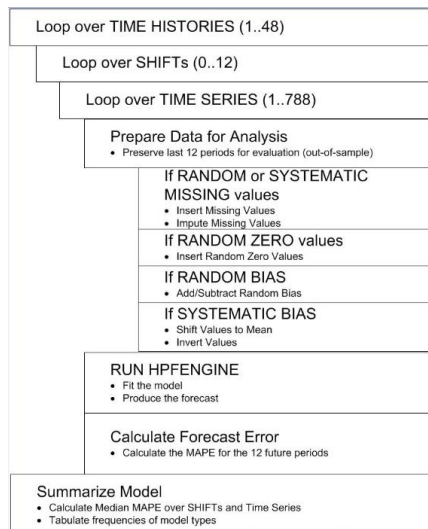 Loop over TIME HISTORIES (1..48)
Loop over SHIFTs (0..12)
Loop over TIME SERIES (1..788)
Prepare Data for Analysis
• Preserve last 12 periods for evaluation (out-of-sample)
If RANDOM or SYSTEMATIC
MISSING values
• Insert Missing Values
• Impute Missing Values
If RANDOM ZERO values
• Insert Random Zero Values
If RANDOM BIAS
• Add/Subtract Random Bias
If SYSTEMATIC BIAS
• Shift Values to Mean
• Invert Values
RUN HPFENGINE
• Fit the model
• Produce the forecast
Calculate Forecast Error
• Calculate the MAPE for the 12 future periods
Summarize Model
• Calculate Median MAPE over SHIFTs and Time Series
• Tabulate frequencies of model types